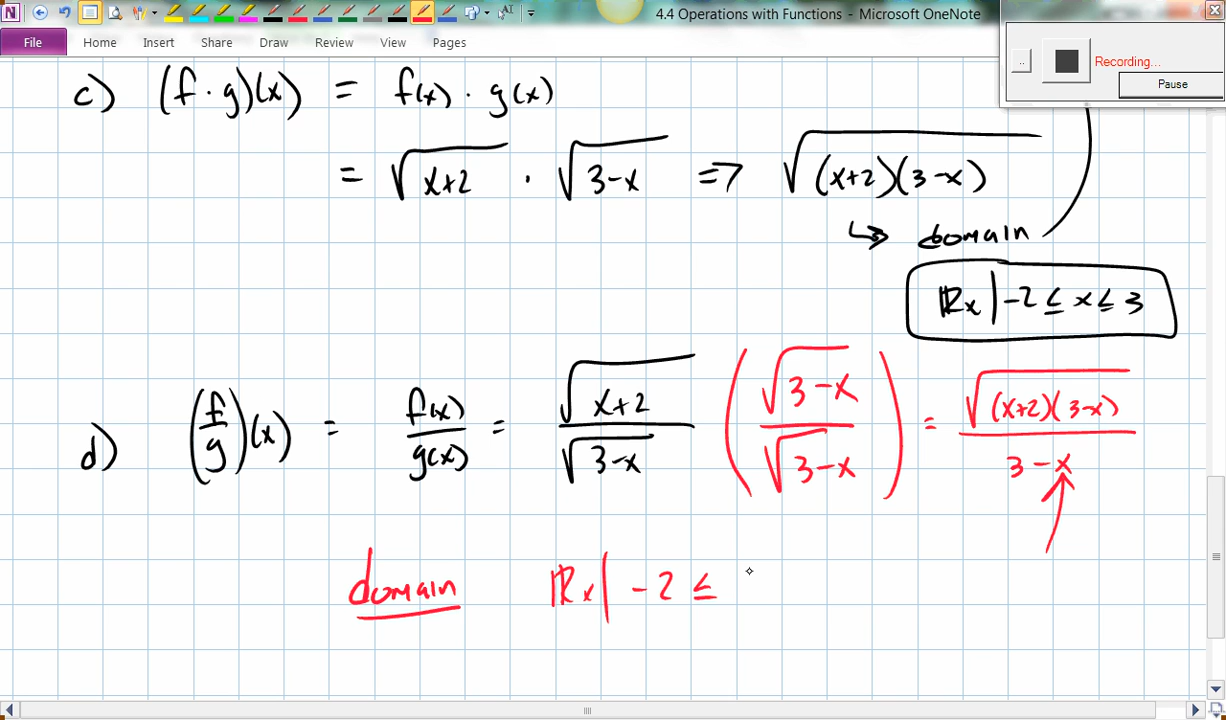 4.4 Operations with Functions - Microsoft OneNote
File Home Insert Share Draw Review View Pages
.. Recording...
Pause
c) (f · g)(x) = f(x) · g(x)
= √(x+2) · √(3-x) => √((x+2)(3-x))
↳ domain
ℝx | -2 ≤ x ≤ 3
d) (f/g)(x) = f(x)/g(x) = √(x+2)/√(3-x) (√(3-x)/√(3-x)) = √((x+2)(3-x))/(3-x)
domain ℝx | -2 ≤